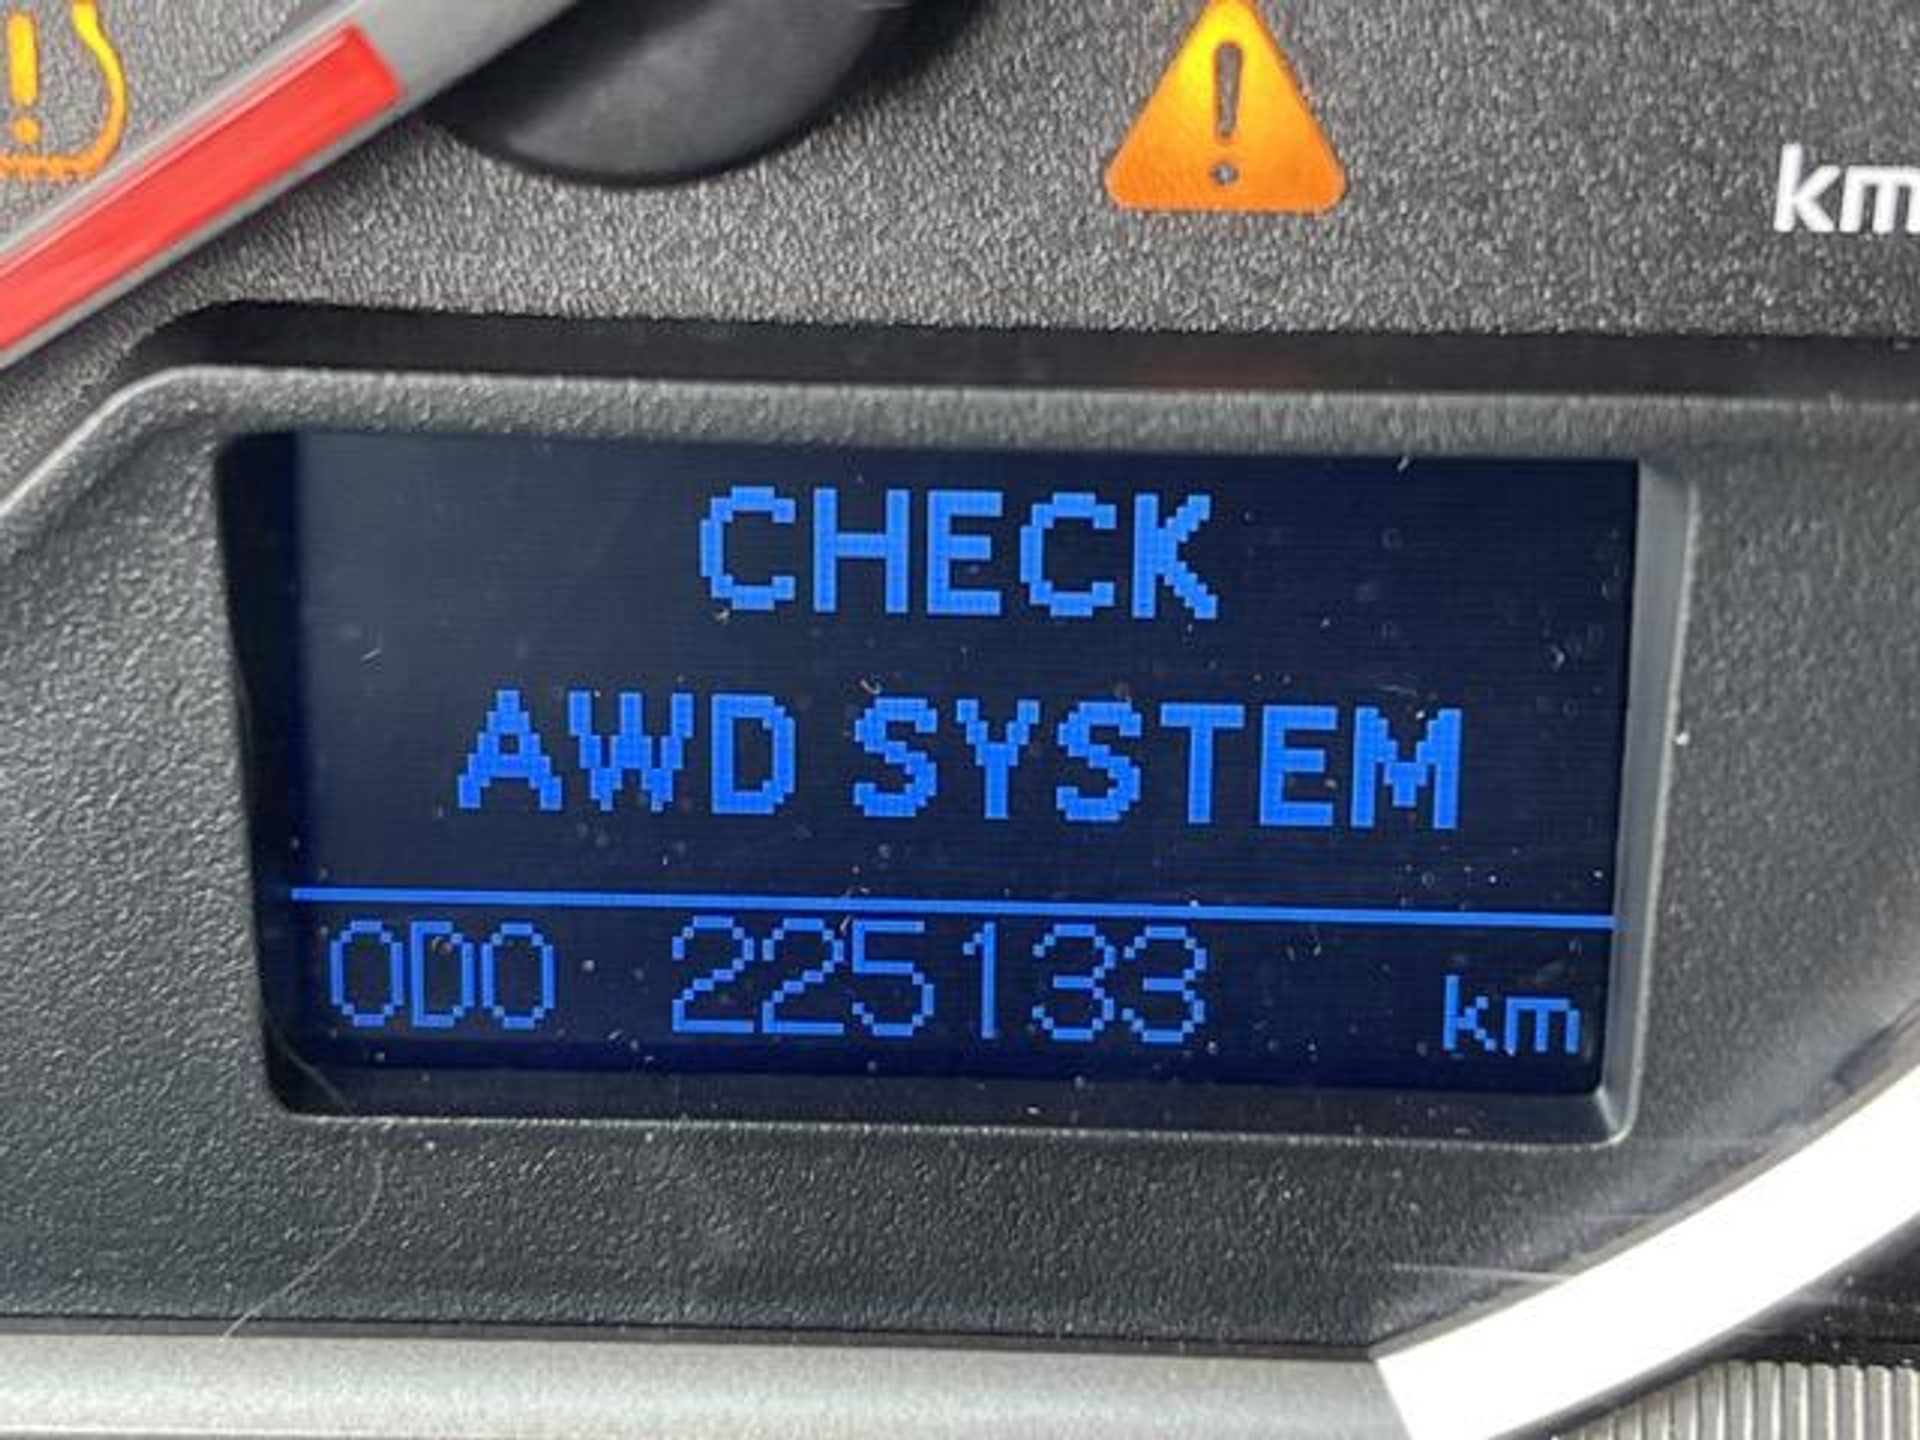 km
CHECK
AWD SYSTEM
ODO 225133 km